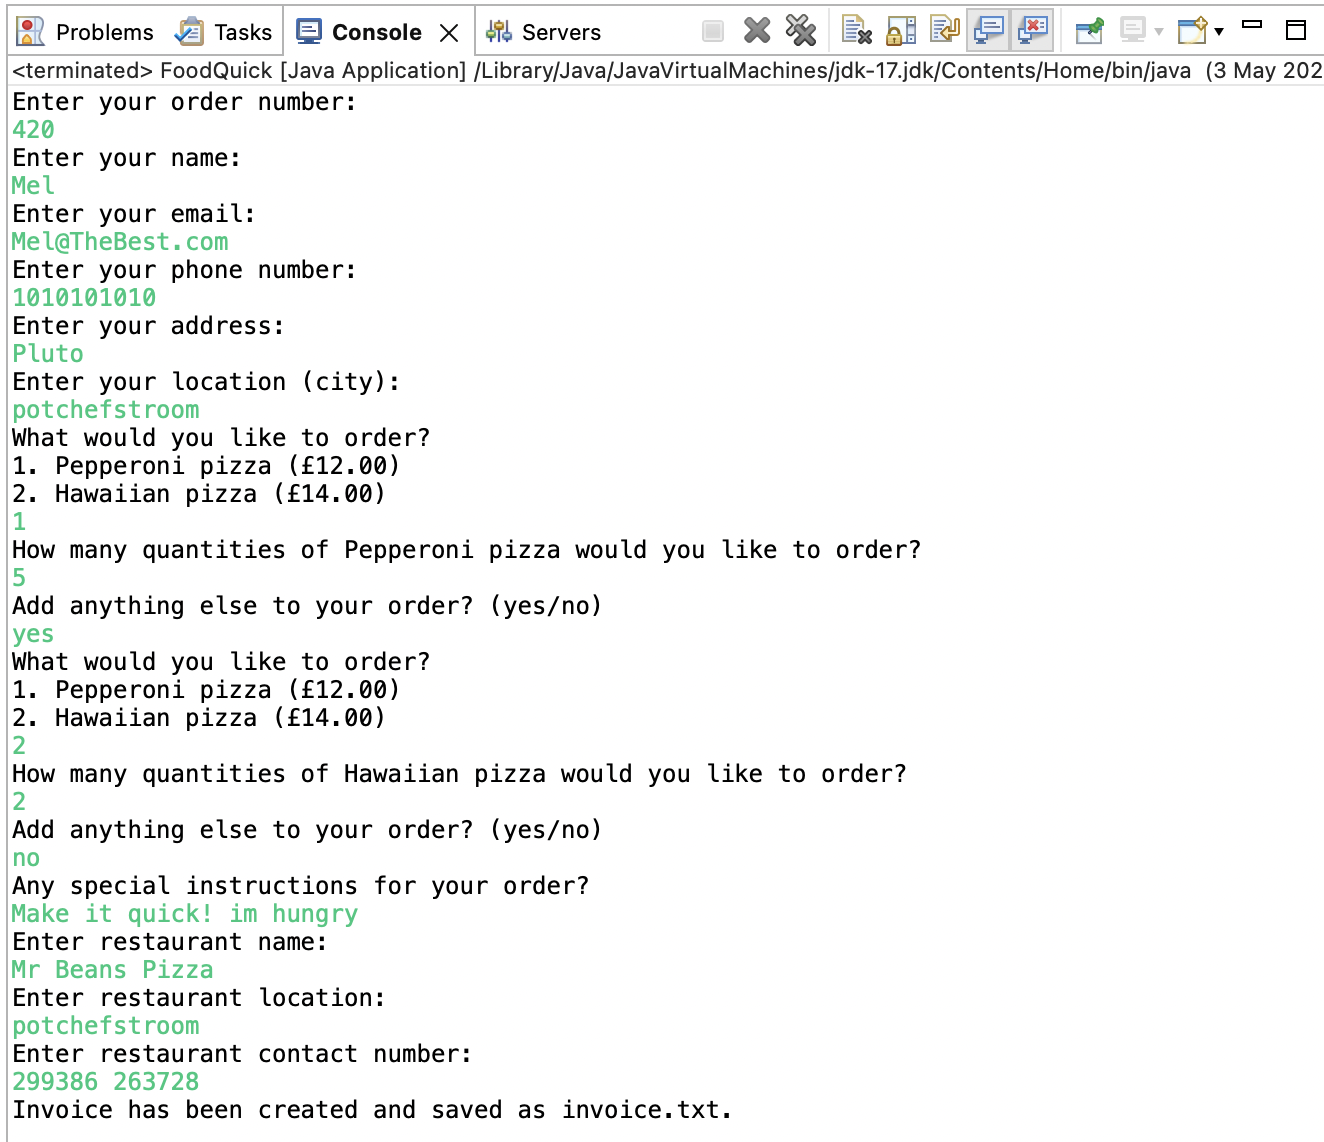 Problems Tasks Console Servers
<terminated> FoodQuick [Java Application] /Library/Java/JavaVirtualMachines/jdk-17.jdk/Contents/Home/bin/java (3 May 202
Enter your order number:
420
Enter your name:
Mel
Enter your email:
Mel@TheBest.com
Enter your phone number:
1010101010
Enter your address:
Pluto
Enter your location (city):
potchefstroom
What would you like to order?
1. Pepperoni pizza (£12.00)
2. Hawaiian pizza (£14.00)
1
How many quantities of Pepperoni pizza would you like to order?
5
Add anything else to your order? (yes/no)
yes
What would you like to order?
1. Pepperoni pizza (£12.00)
2. Hawaiian pizza (£14.00)
2
How many quantities of Hawaiian pizza would you like to order?
2
Add anything else to your order? (yes/no)
no
Any special instructions for your order?
Make it quick! im hungry
Enter restaurant name:
Mr Beans Pizza
Enter restaurant location:
potchefstroom
Enter restaurant contact number:
299386 263728
Invoice has been created and saved as invoice.txt.